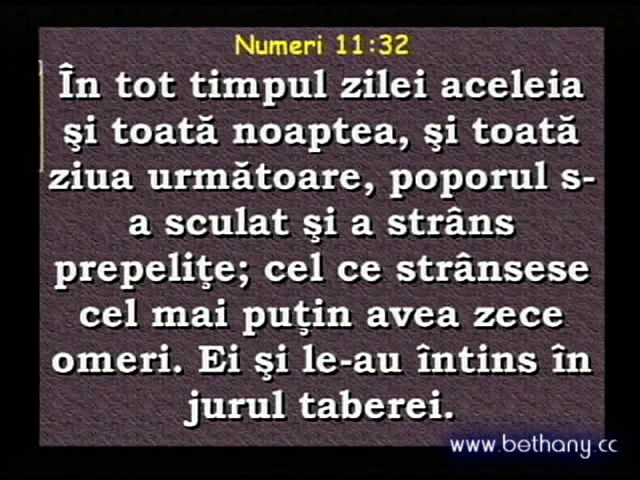 Numeri 11:32
În tot timpul zilei aceleia
şi toată noaptea, şi toată
ziua următoare, poporul s-
a sculat şi a strâns
prepeliţe; cel ce strânsese
cel mai puţin avea zece
omeri. Ei şi le-au întins în
jurul taberei.
www.bethany.cc